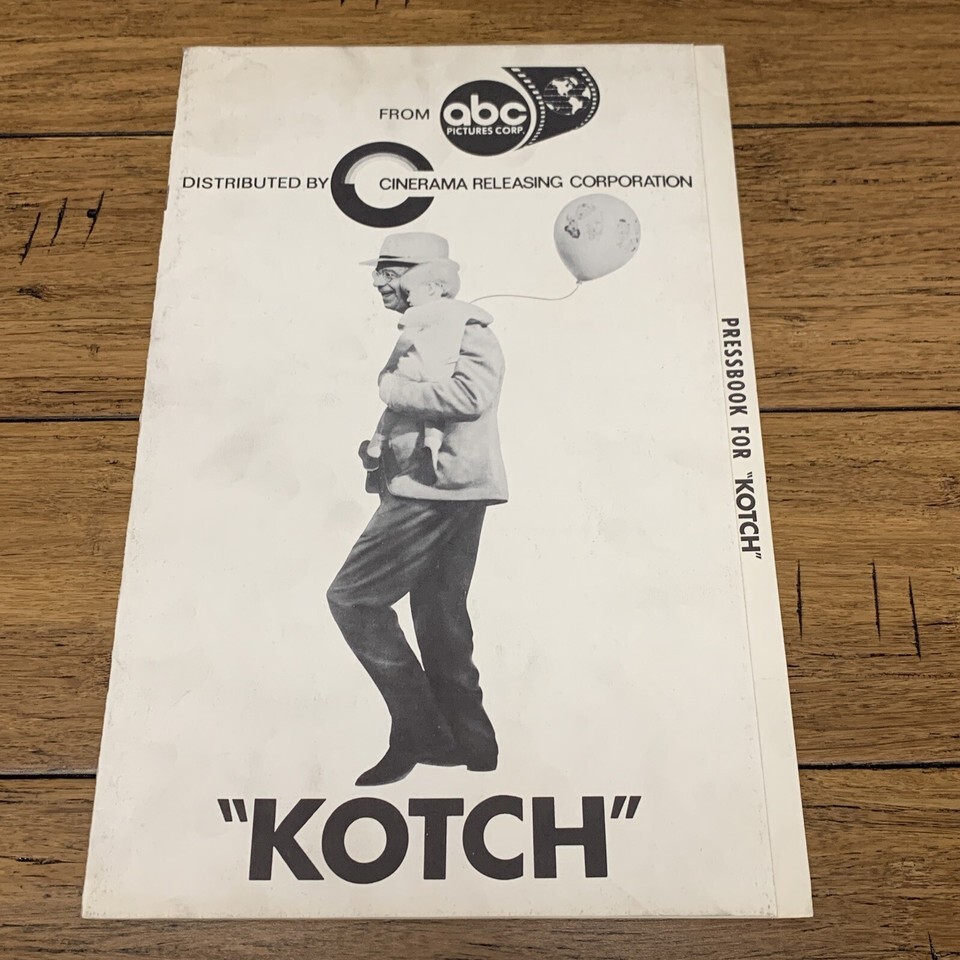 FROM abc
PICTURES CORP.
DISTRIBUTED BY CINERAMA RELEASING CORPORATION
PRESSBOOK FOR "KOTCH"
"KOTCH"